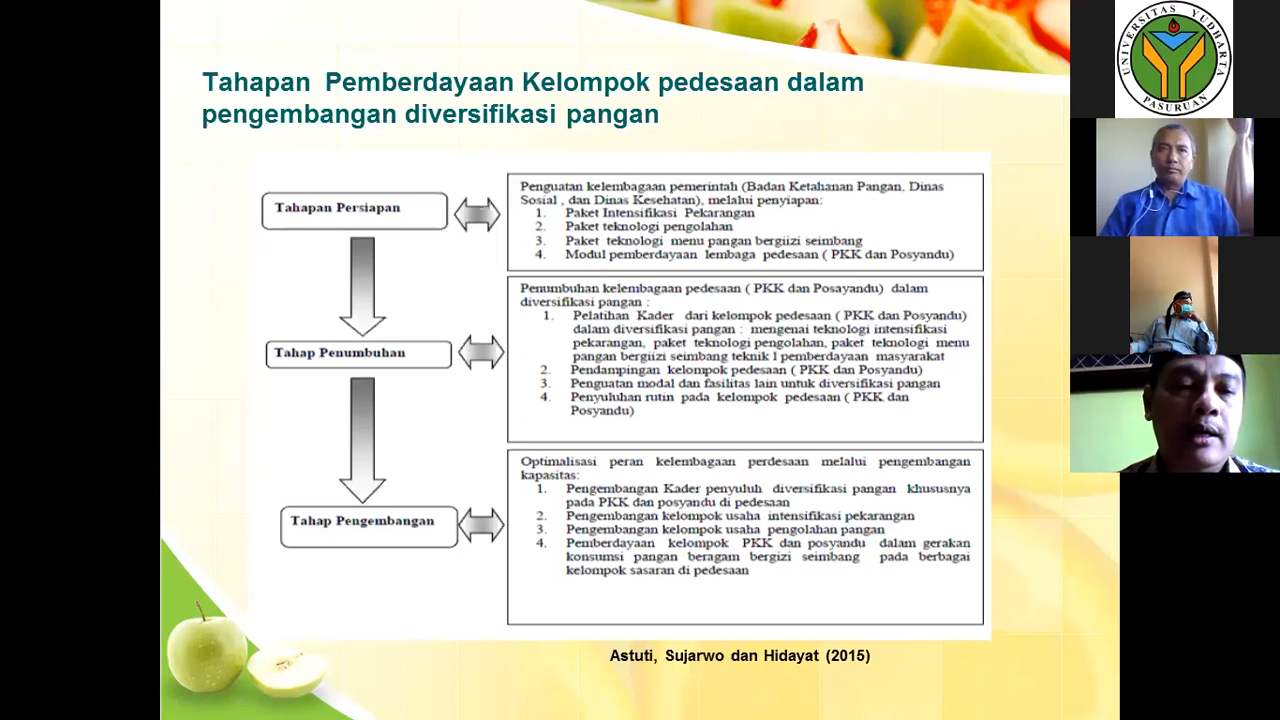 Tahapan Pemberdayaan Kelompok pedesaan dalam
pengembangan diversifikasi pangan
Tahapan Persiapan
Penguatan kelembagaan pemerintah (Badan Ketahanan Pangan, Dinas
Sosial , dan Dinas Kesehatan), melalui penyiapan:
1. Paket Intensifikasi Pekarangan
2. Paket teknologi pengolahan
3. Paket teknologi menu pangan bergiizi seimbang
4. Modul pemberdayaan lembaga pedesaan ( PKK dan Posyandu)
Tahap Penumbuhan
Penumbuhan kelembagaan pedesaan ( PKK dan Posayandu) dalam
diversifikasi pangan :
1. Pelatihan Kader dari kelompok pedesaan ( PKK dan Posyandu)
dalam diversifikasi pangan : mengenai teknologi intensifikasi
pekarangan, paket teknologi pengolahan, paket teknologi menu
pangan bergiizi seimbang teknik l pemberdayaan masyarakat
2. Pendampingan kelompok pedesaan ( PKK dan Posyandu)
3. Penguatan modal dan fasilitas lain untuk diversifikasi pangan
4. Penyuluhan rutin pada kelompok pedesaan ( PKK dan
Posyandu)
Tahap Pengembangan
Optimalisasi peran kelembagaan perdesaan melalui pengembangan
kapasitas:
1. Pengembangan Kader penyuluh diversifikasi pangan khususnya
pada PKK dan posyandu di pedesaan
2. Pengembangan kelompok usaha intensifikasi pekarangan
3. Pengembangan kelompok usaha pengolahan pangan
4. Pemberdayaan kelompok PKK dan posyandu dalam gerakan
konsumsi pangan beragam bergizi seimbang pada berbagai
kelompok sasaran di pedesaan
Astuti, Sujarwo dan Hidayat (2015)
UNIVERSITAS YUDHARTA
PASURUAN